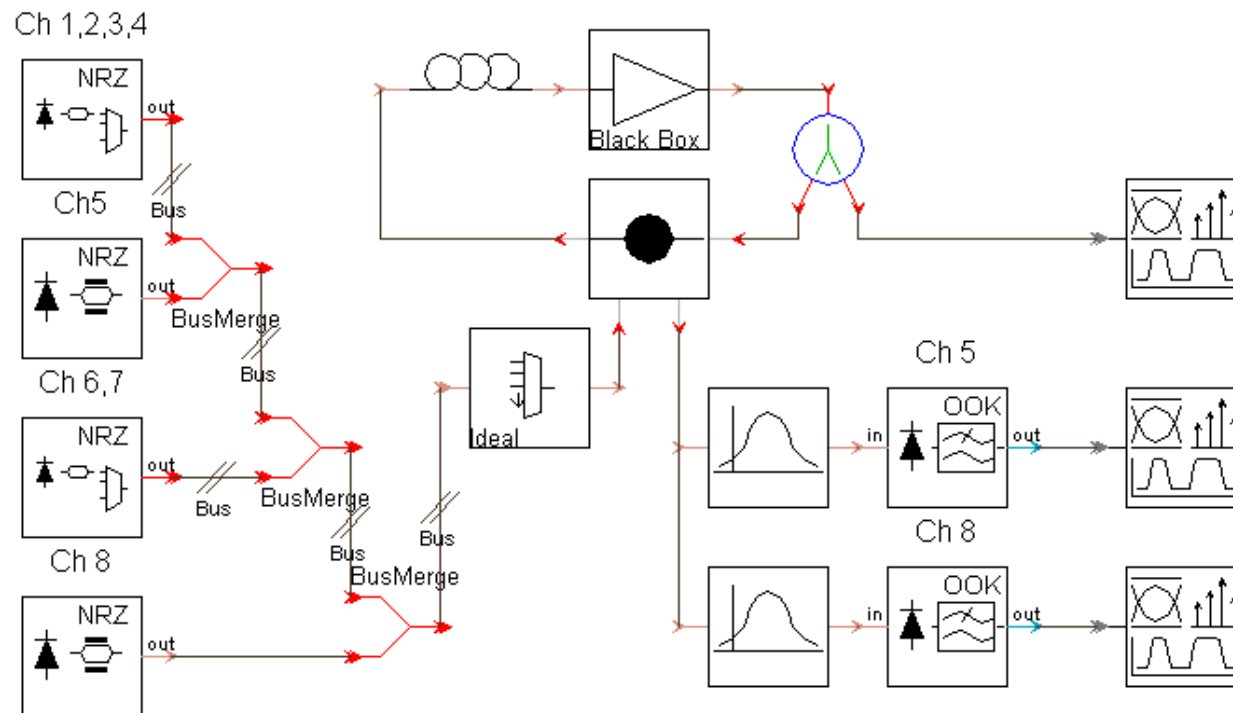 Ch 1,2,3,4
NRZ
out
Bus
Black Box
Ch5
NRZ
out
BusMerge
Bus
Ideal
Ch 6,7
NRZ
out
Bus
BusMerge
Bus
Bus
BusMerge
Ch 5
in
OOK
out
Ch 8
NRZ
out
Ch 8
in
OOK
out